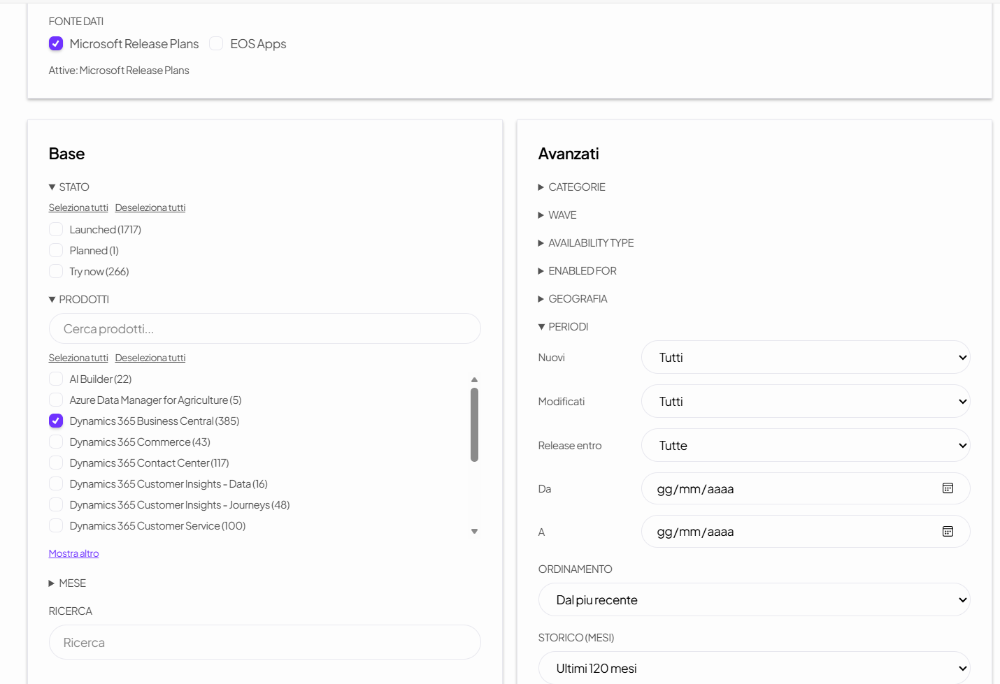 FONTE DATI
Microsoft Release Plans EOS Apps
Attive: Microsoft Release Plans
Base
STATO
Seleziona tutti Deseleziona tutti
Launched (1717)
Planned (1)
Try now (266)
PRODOTTI
Cerca prodotti...
Seleziona tutti Deseleziona tutti
AI Builder (22)
Azure Data Manager for Agriculture (5)
Dynamics 365 Business Central (385)
Dynamics 365 Commerce (43)
Dynamics 365 Contact Center (117)
Dynamics 365 Customer Insights - Data (16)
Dynamics 365 Customer Insights - Journeys (48)
Dynamics 365 Customer Service (100)
Mostra altro
MESE
RICERCA
Ricerca
Avanzati
CATEGORIE
WAVE
AVAILABILITY TYPE
ENABLED FOR
GEOGRAFIA
PERIODI
Nuovi Tutti
Modificati Tutti
Release entro Tutte
Da gg/mm/aaaa
A gg/mm/aaaa
ORDINAMENTO
Dal piu recente
STORICO (MESI)
Ultimi 120 mesi